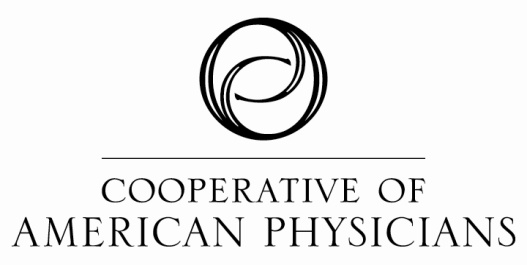 COOPERATIVE OF
AMERICAN PHYSICIANS